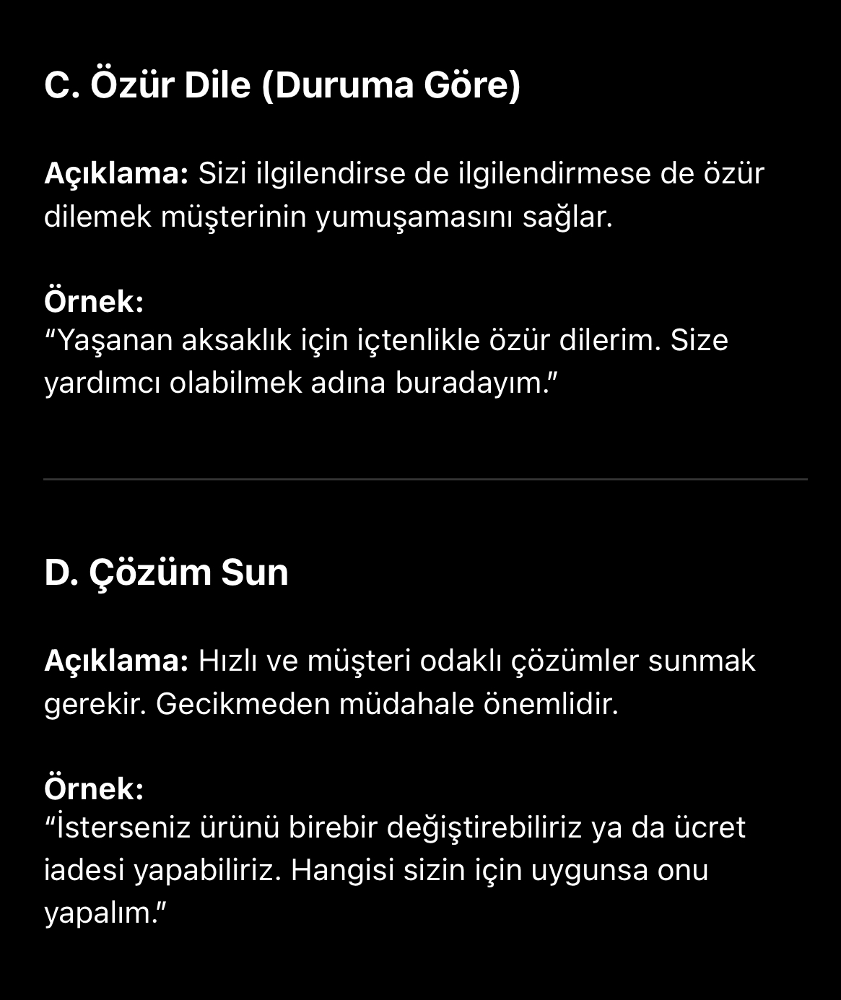 C. Özür Dile (Duruma Göre)
Açıklama: Sizi ilgilendirse de ilgilendirmese de özür
dilemek müşterinin yumuşamasını sağlar.
Örnek:
“Yaşanan aksaklık için içtenlikle özür dilerim. Size
yardımcı olabilmek adına buradayım.”
D. Çözüm Sun
Açıklama: Hızlı ve müşteri odaklı çözümler sunmak
gerekir. Gecikmeden müdahale önemlidir.
Örnek:
“İsterseniz ürünü birebir değiştirebiliriz ya da ücret
iadesi yapabiliriz. Hangisi sizin için uygunsa onu
yapalım.”